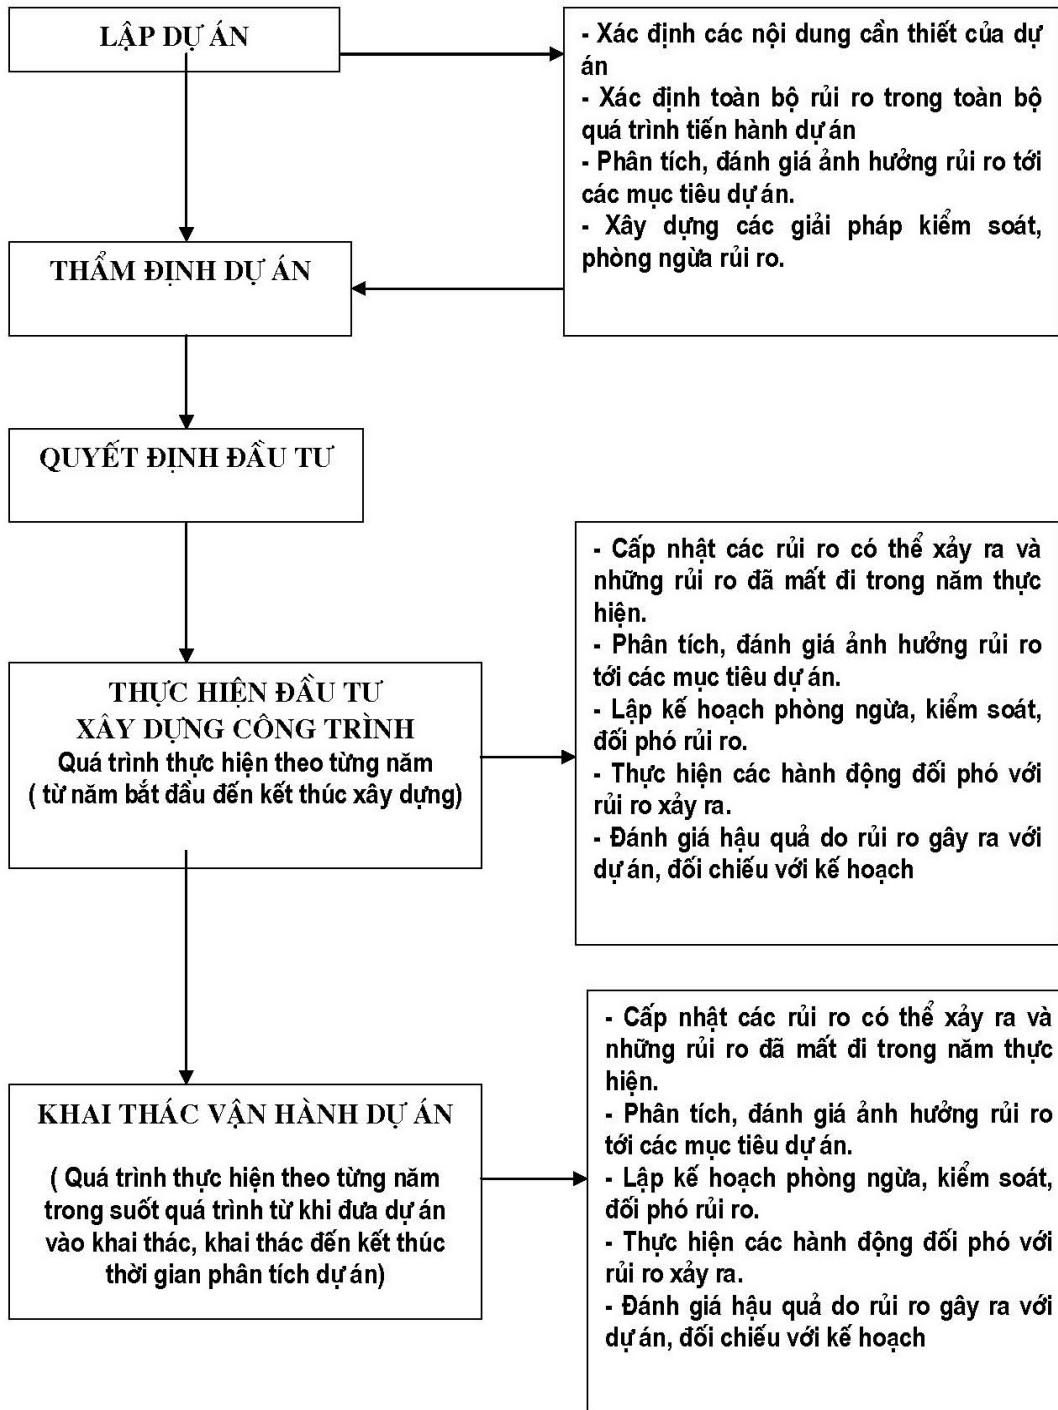 LẬP DỰ ÁN
- Xác định các nội dung cần thiết của dự
án
- Xác định toàn bộ rủi ro trong toàn bộ
quá trình tiến hành dự án
- Phân tích, đánh giá ảnh hưởng rủi ro tới
các mục tiêu dự án.
- Xây dựng các giải pháp kiểm soát,
phòng ngừa rủi ro.
THẨM ĐỊNH DỰ ÁN
QUYẾT ĐỊNH ĐẦU TƯ
THỰC HIỆN ĐẦU TƯ
XÂY DỰNG CÔNG TRÌNH
Quá trình thực hiện theo từng năm
( từ năm bắt đầu đến kết thúc xây dựng)
- Cấp nhật các rủi ro có thể xảy ra và
những rủi ro đã mất đi trong năm thực
hiện.
- Phân tích, đánh giá ảnh hưởng rủi ro
tới các mục tiêu dự án.
- Lập kế hoạch phòng ngừa, kiểm soát,
đối phó rủi ro.
- Thực hiện các hành động đối phó với
rủi ro xảy ra.
- Đánh giá hậu quả do rủi ro gây ra với
dự án, đối chiếu với kế hoạch
KHAI THÁC VẬN HÀNH DỰ ÁN
( Quá trình thực hiện theo từng năm
trong suốt quá trình từ khi đưa dự án
vào khai thác, khai thác đến kết thúc
thời gian phân tích dự án)
- Cấp nhật các rủi ro có thể xảy ra và
những rủi ro đã mất đi trong năm thực
hiện.
- Phân tích, đánh giá ảnh hưởng rủi ro
tới các mục tiêu dự án.
- Lập kế hoạch phòng ngừa, kiểm soát,
đối phó rủi ro.
- Thực hiện các hành động đối phó với
rủi ro xảy ra.
- Đánh giá hậu quả do rủi ro gây ra với
dự án, đối chiếu với kế hoạch